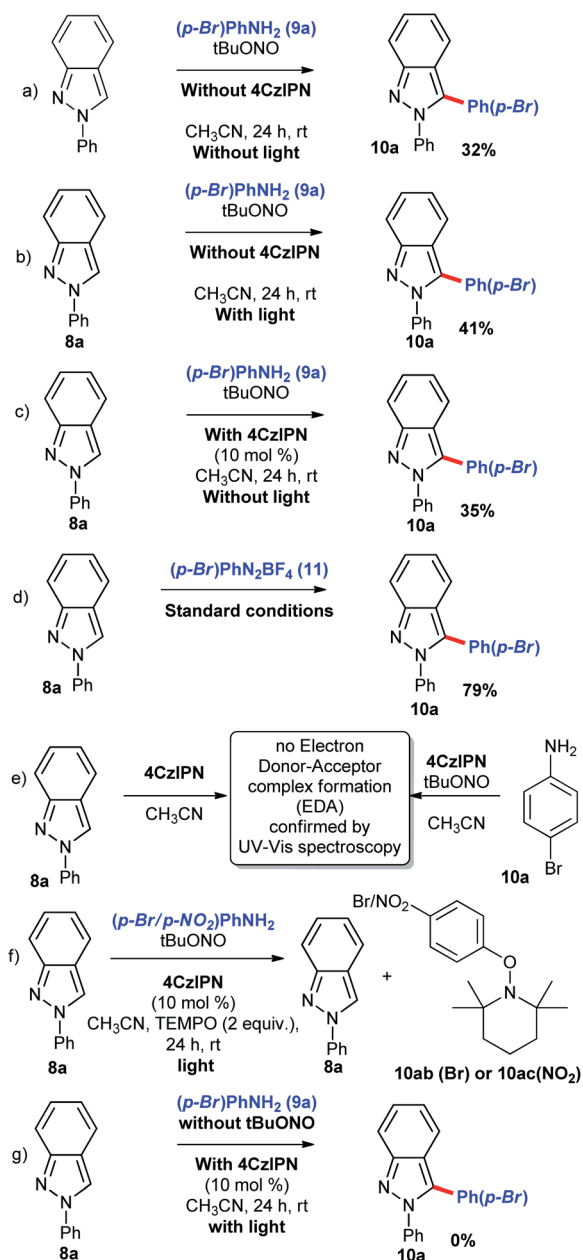 (p-Br)PhNH2 (9a)
tBuONO
a)
Without 4CzIPN
N
N
Ph
CH3CN, 24 h, rt
Without light
N
N
Ph
Ph(p-Br)
10a
32%
(p-Br)PhNH2 (9a)
tBuONO
b)
Without 4CzIPN
N
N
Ph
8a
CH3CN, 24 h, rt
With light
N
N
Ph
Ph(p-Br)
10a
41%
(p-Br)PhNH2 (9a)
tBuONO
c)
With 4CzIPN
(10 mol %)
CH3CN, 24 h, rt
Without light
N
N
Ph
8a
N
N
Ph
Ph(p-Br)
10a
35%
(p-Br)PhN2BF4 (11)
d)
Standard conditions
N
N
8a
Ph
N
N
Ph
Ph(p-Br)
10a
79%
e)
N
N
8a
Ph
4CzIPN
CH3CN
no Electron
Donor-Acceptor
complex formation
(EDA)
confirmed by
UV-Vis spectroscopy
4CzIPN
tBuONO
CH3CN
NH2
Br
10a
(p-Br/p-NO2)PhNH2
tBuONO
f)
4CzIPN
(10 mol %)
CH3CN, TEMPO (2 equiv.),
24 h, rt
light
N
N
Ph
8a
N
N
Ph
8a
+
Br/NO2
O
N
10ab (Br) or 10ac(NO2)
(p-Br)PhNH2 (9a)
without tBuONO
g)
With 4CzIPN
(10 mol %)
CH3CN, 24 h, rt
with light
N
N
Ph
8a
N
N
Ph
Ph(p-Br)
10a
0%